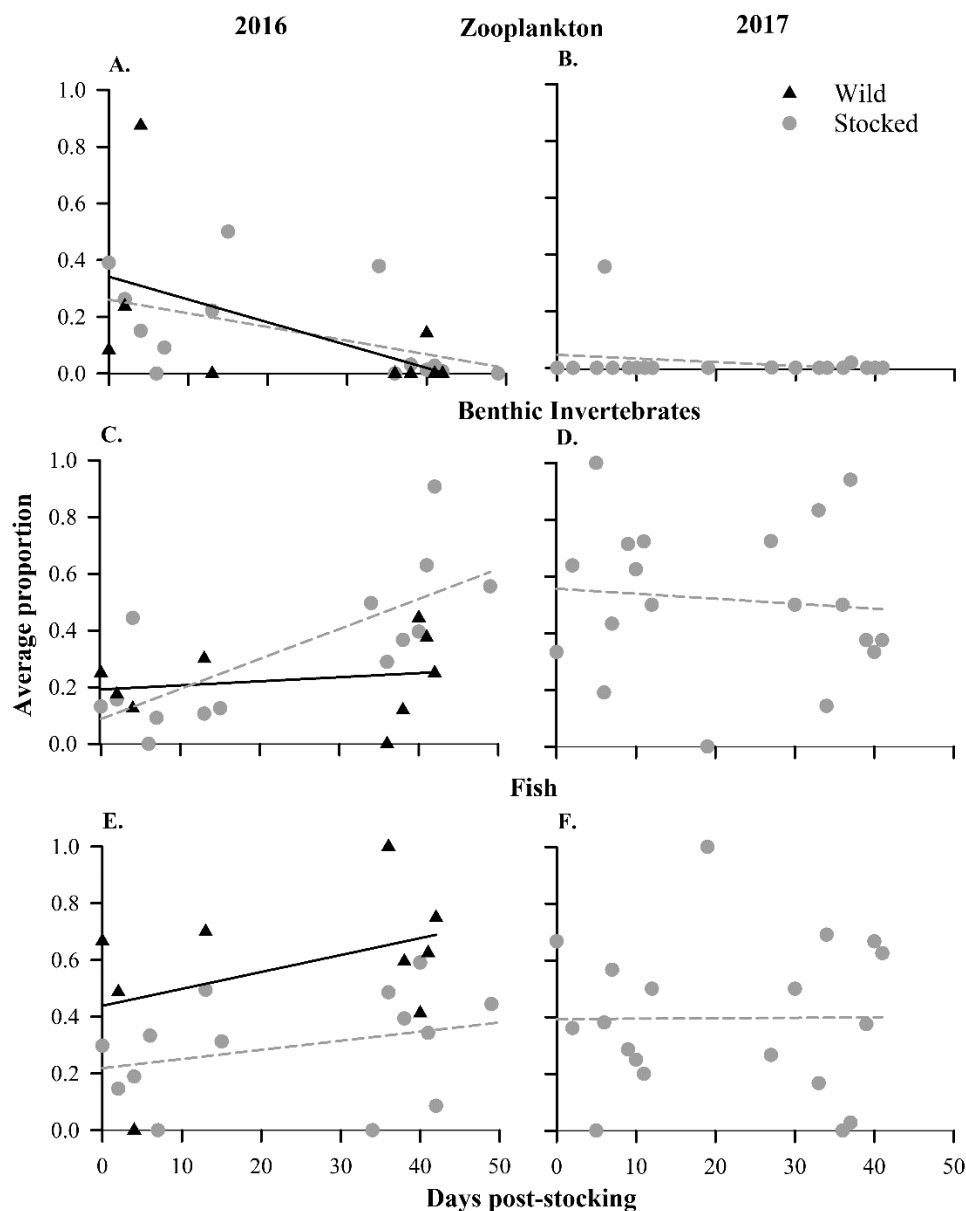 2016 Zooplankton 2017
A. B.
Wild
Stocked
1.0
0.8
0.6
0.4
0.2
0.0
Benthic Invertebrates
C. D.
1.0
0.8
0.6
0.4
0.2
0.0
Average proportion
Fish
E. F.
1.0
0.8
0.6
0.4
0.2
0.0
0 10 20 30 40 50 0 10 20 30 40 50
Days post-stocking